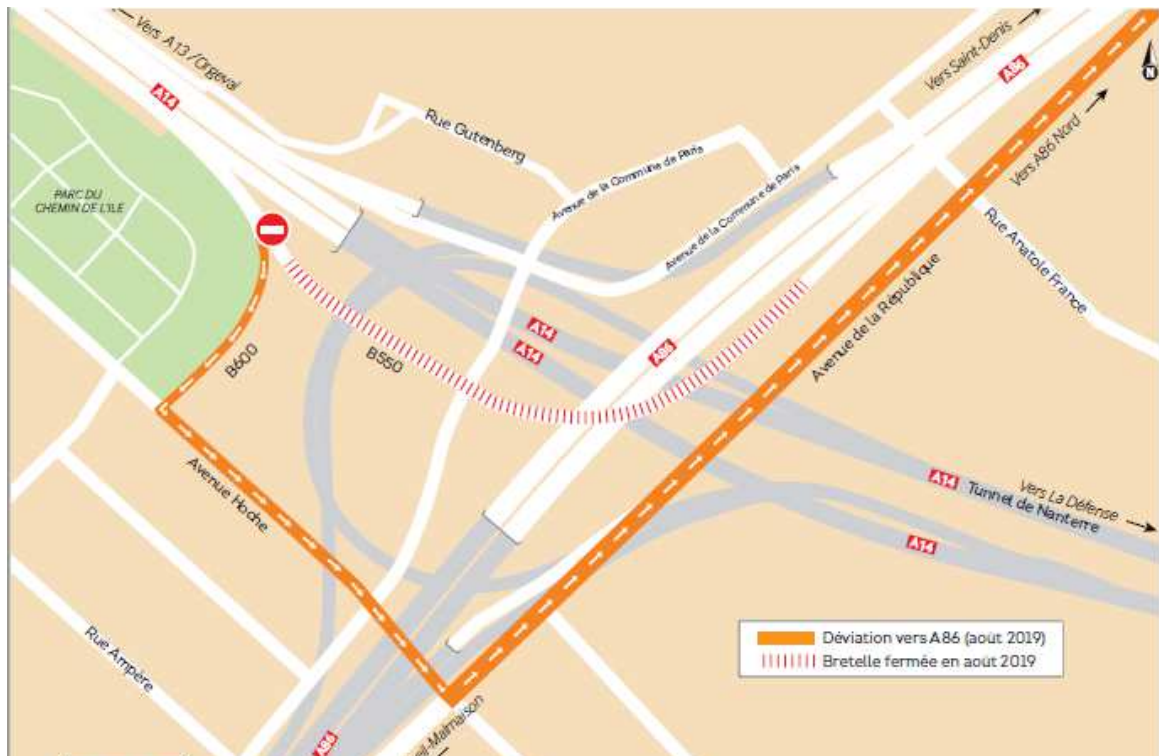 Vers A13/Orgeval
A14
Rue Gutenberg
Avenue de la Commune de Paris
Avenue de la Commune de Paris
Vers Saint-Denis
A86
N
Vers A86 Nord
PARC DU
CHEMIN DE L'ILE
Rue Anatole France
Avenue de la République
B600
B550
A14
A14
A86
Avenue Hoche
A14
Vers La Défense
Tunnel de Nanterre
A14
Rue Ampère
Déviation vers A86 (août 2019)
Bretelle fermée en août 2019
A86
eil-Malmaison